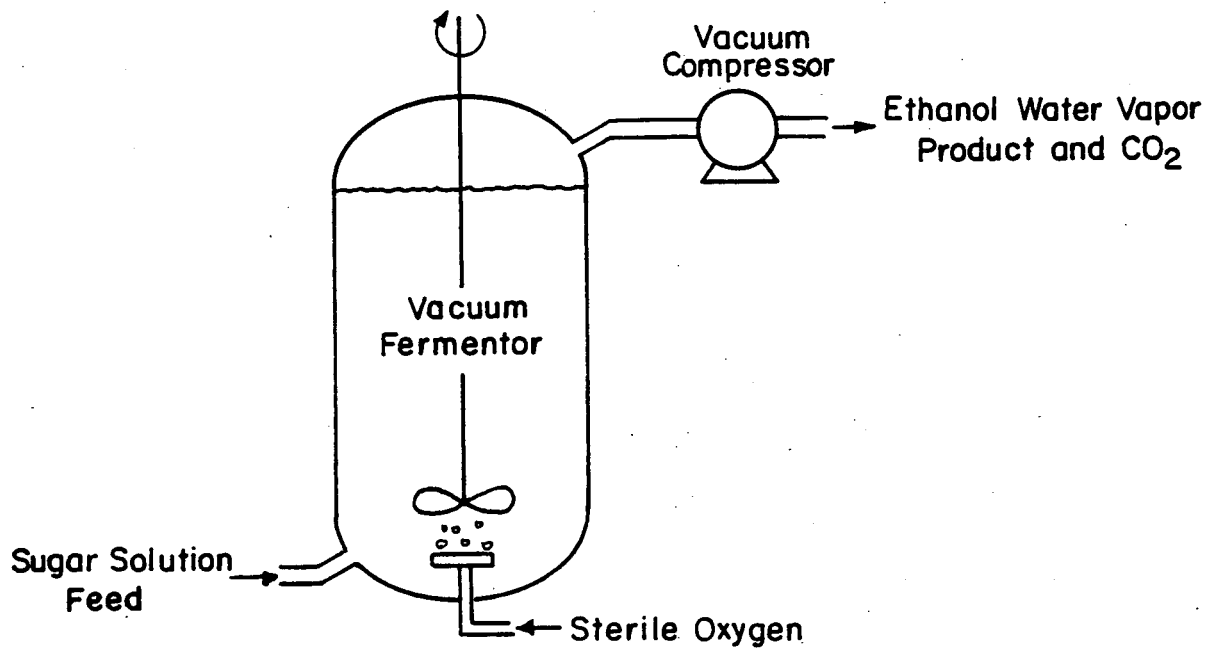 Vacuum
Compressor
Ethanol Water Vapor
Product and CO2
Vacuum
Fermentor
Sugar Solution
Feed
Sterile Oxygen